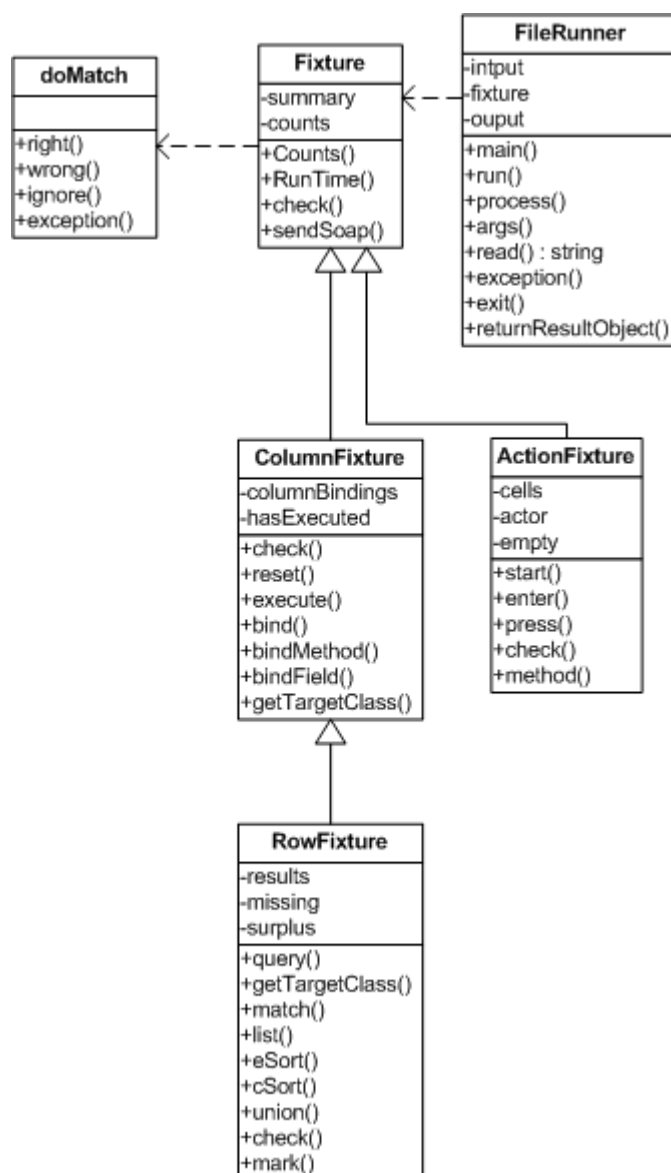 doMatch
+right()
+wrong()
+ignore()
+exception()
Fixture
-summary
-counts
+Counts()
+RunTime()
+check()
+sendSoap()
FileRunner
-intput
-fixture
-ouput
+main()
+run()
+process()
+args()
+read() : string
+exception()
+exit()
+returnResultObject()
ColumnFixture
-columnBindings
-hasExecuted
+check()
+reset()
+execute()
+bind()
+bindMethod()
+bindField()
+getTargetClass()
ActionFixture
-cells
-actor
-empty
+start()
+enter()
+press()
+check()
+method()
RowFixture
-results
-missing
-surplus
+query()
+getTargetClass()
+match()
+list()
+eSort()
+cSort()
+union()
+check()
+mark()